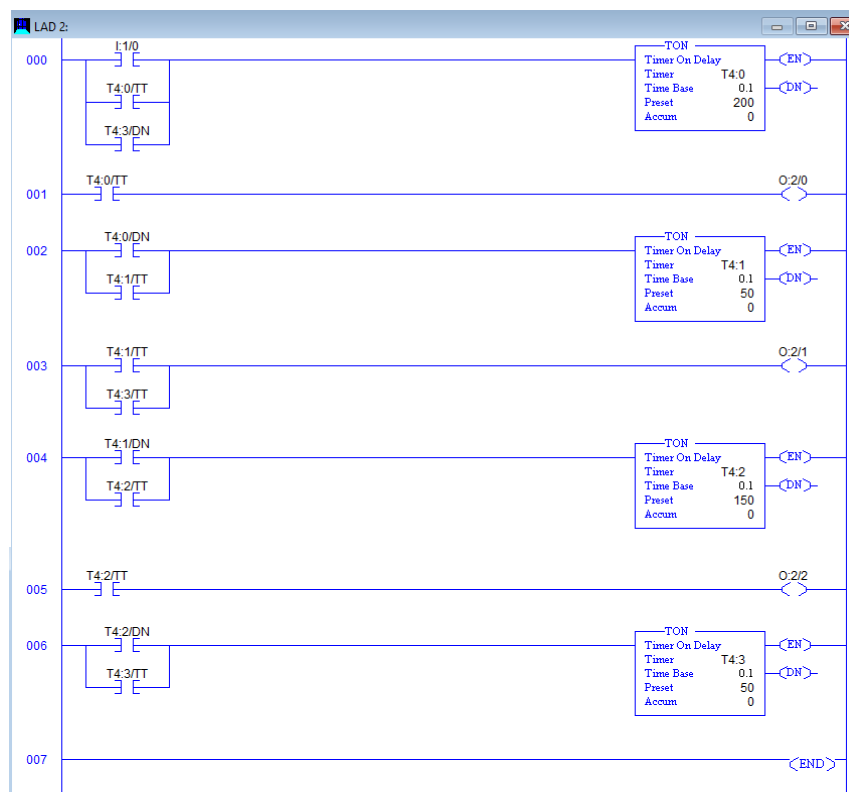 LAD 2:
000
I:1/0
T4:0/TT
T4:3/DN
TON
Timer On Delay
Timer T4:0
Time Base 0.1
Preset 200
Accum 0
EN
DN
001
T4:0/TT
O:2/0
002
T4:0/DN
T4:1/TT
TON
Timer On Delay
Timer T4:1
Time Base 0.1
Preset 50
Accum 0
EN
DN
003
T4:1/TT
T4:3/TT
O:2/1
004
T4:1/DN
T4:2/TT
TON
Timer On Delay
Timer T4:2
Time Base 0.1
Preset 150
Accum 0
EN
DN
005
T4:2/TT
O:2/2
006
T4:2/DN
T4:3/TT
TON
Timer On Delay
Timer T4:3
Time Base 0.1
Preset 50
Accum 0
EN
DN
007
END